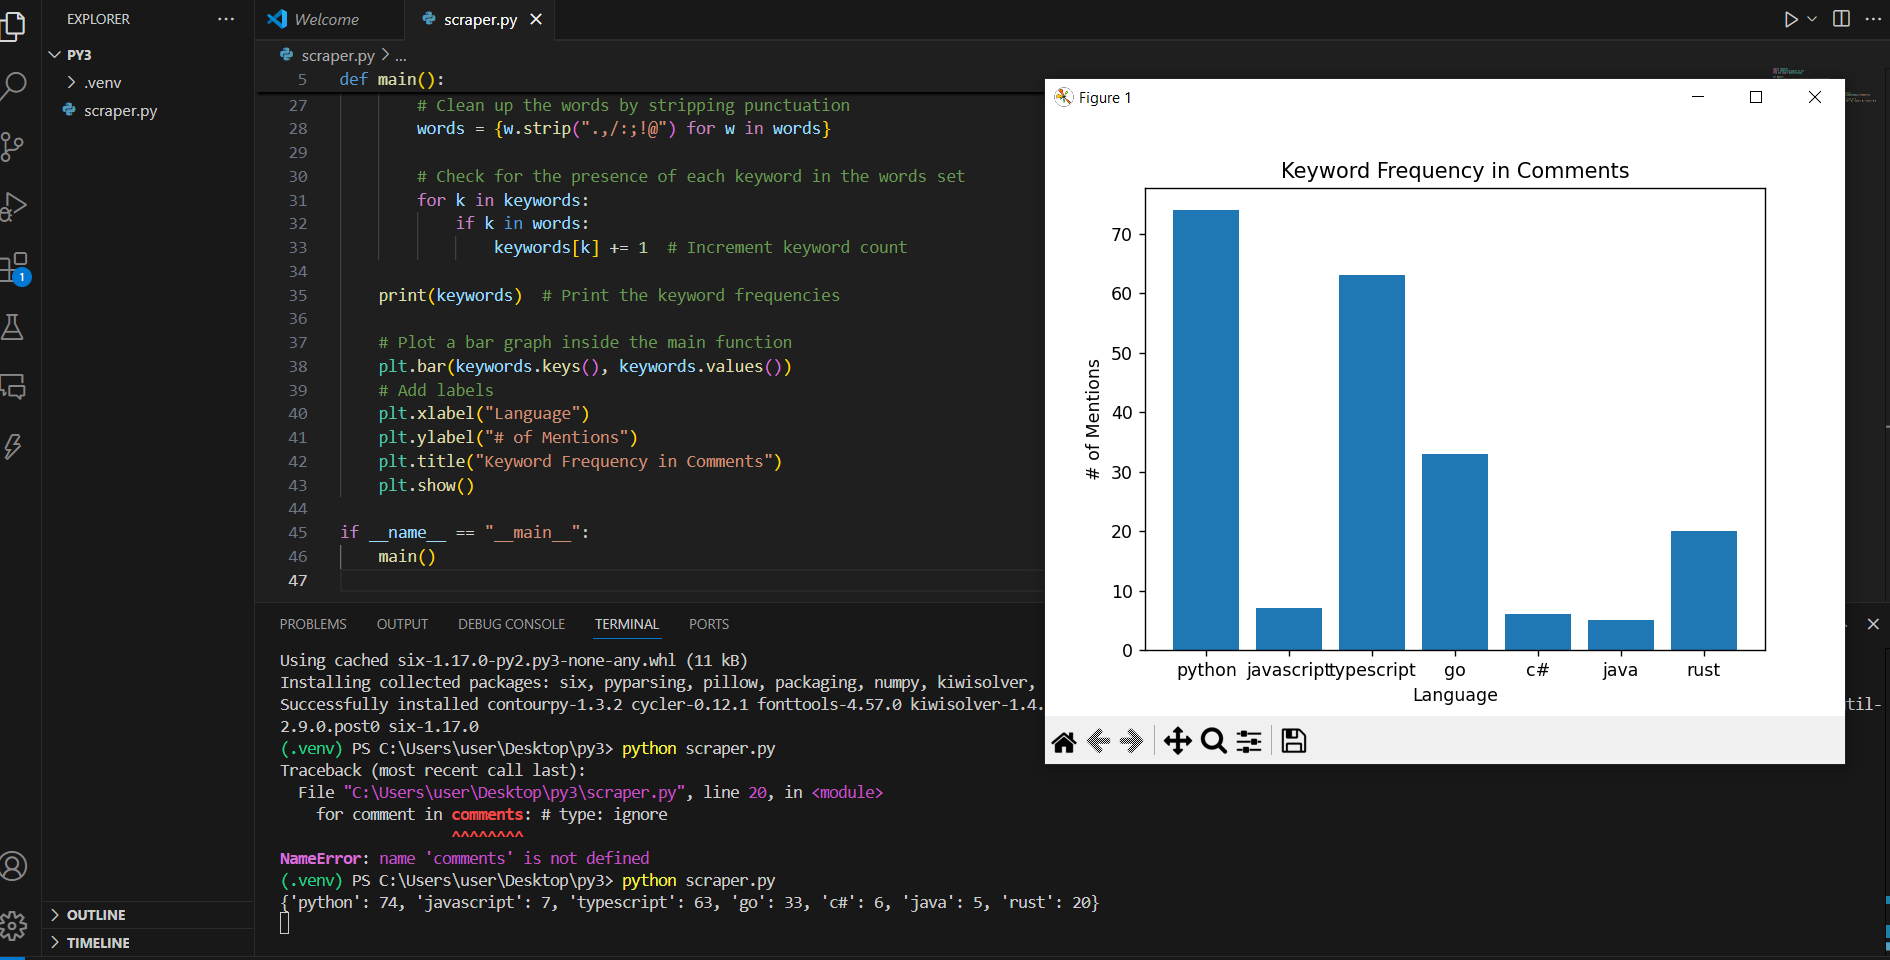 EXPLORER
PY3
.venv
scraper.py
1
OUTLINE
TIMELINE
Welcome
scraper.py
scraper.py > ...
5 def main():
27 # Clean up the words by stripping punctuation
28 words = {w.strip(".,/:;!@") for w in words}
29
30 # Check for the presence of each keyword in the words set
31 for k in keywords:
32 if k in words:
33 keywords[k] += 1  # Increment keyword count
34
35 print(keywords)  # Print the keyword frequencies
36
37 # Plot a bar graph inside the main function
38 plt.bar(keywords.keys(), keywords.values())
39 # Add labels
40 plt.xlabel("Language")
41 plt.ylabel("# of Mentions")
42 plt.title("Keyword Frequency in Comments")
43 plt.show()
44
45 if __name__ == "__main__":
46 main()
47
PROBLEMS OUTPUT DEBUG CONSOLE TERMINAL PORTS
Using cached six-1.17.0-py2.py3-none-any.whl (11 kB)
Installing collected packages: six, pyparsing, pillow, packaging, numpy, kiwisolver,
Successfully installed contourpy-1.3.2 cycler-0.12.1 fonttools-4.57.0 kiwisolver-1.4. til-
2.9.0.post0 six-1.17.0
(.venv) PS C:\Users\user\Desktop\py3> python scraper.py
Traceback (most recent call last):
File "C:\Users\user\Desktop\py3\scraper.py", line 20, in <module>
for comment in comments: # type: ignore
^^^^^^^^
NameError: name 'comments' is not defined
(.venv) PS C:\Users\user\Desktop\py3> python scraper.py
{'python': 74, 'javascript': 7, 'typescript': 63, 'go': 33, 'c#': 6, 'java': 5, 'rust': 20}
Figure 1
Keyword Frequency in Comments
# of Mentions
70
60
50
40
30
20
10
0
python javascript typescript go c# java rust
Language